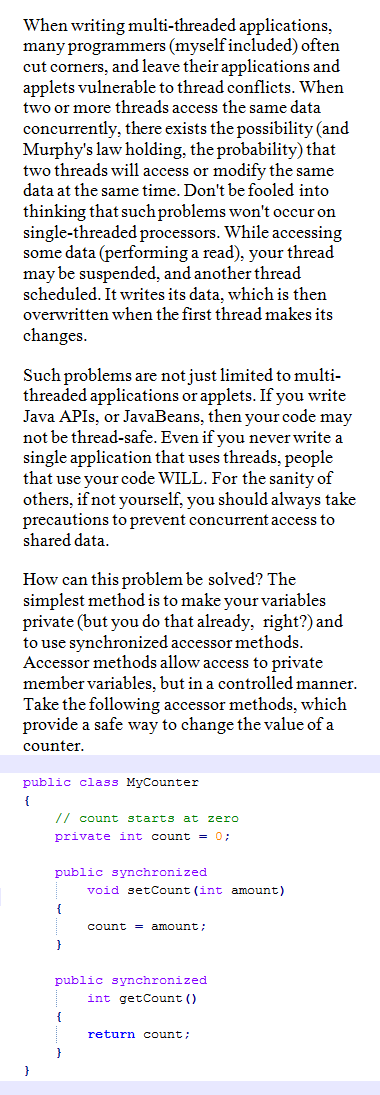 When writing multi-threaded applications,
many programmers (myself included) often
cut corners, and leave their applications and
applets vulnerable to thread conflicts. When
two or more threads access the same data
concurrently, there exists the possibility (and
Murphy's law holding, the probability) that
two threads will access or modify the same
data at the same time. Don't be fooled into
thinking that such problems won't occur on
single-threaded processors. While accessing
some data (performing a read), your thread
may be suspended, and another thread
scheduled. It writes its data, which is then
overwritten when the first thread makes its
changes.
Such problems are not just limited to multi-
threaded applications or applets. If you write
Java APIs, or JavaBeans, then your code may
not be thread-safe. Even if you never write a
single application that uses threads, people
that use your code WILL. For the sanity of
others, if not yourself, you should always take
precautions to prevent concurrent access to
shared data.
How can this problem be solved? The
simplest method is to make your variables
private (but you do that already, right?) and
to use synchronized accessor methods.
Accessor methods allow access to private
member variables, but in a controlled manner.
Take the following accessor methods, which
provide a safe way to change the value of a
counter.
public class MyCounter
{
// count starts at zero
private int count = 0;
public synchronized
void setCount(int amount)
{
count = amount;
}
public synchronized
int getCount()
{
return count;
}
}